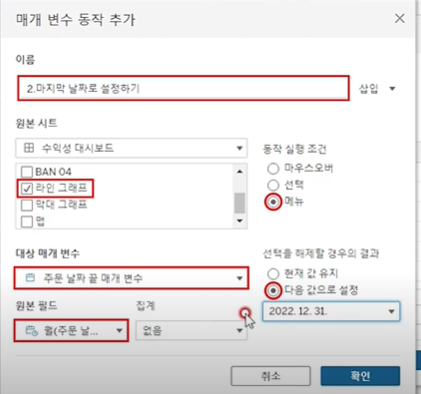 매개 변수 동작 추가
이름
2.마지막 날짜로 설정하기
삽입
원본 시트
수익성 대시보드
동작 실행 조건
BAN 04
라인 그래프
막대 그래프
맵
마우스오버
선택
메뉴
대상 매개 변수
주문 날짜 끝 매개 변수
선택을 해제할 경우의 결과
현재 값 유지
다음 값으로 설정
원본 필드
집계
월(주문 날...
없음
2022. 12. 31.
취소
확인